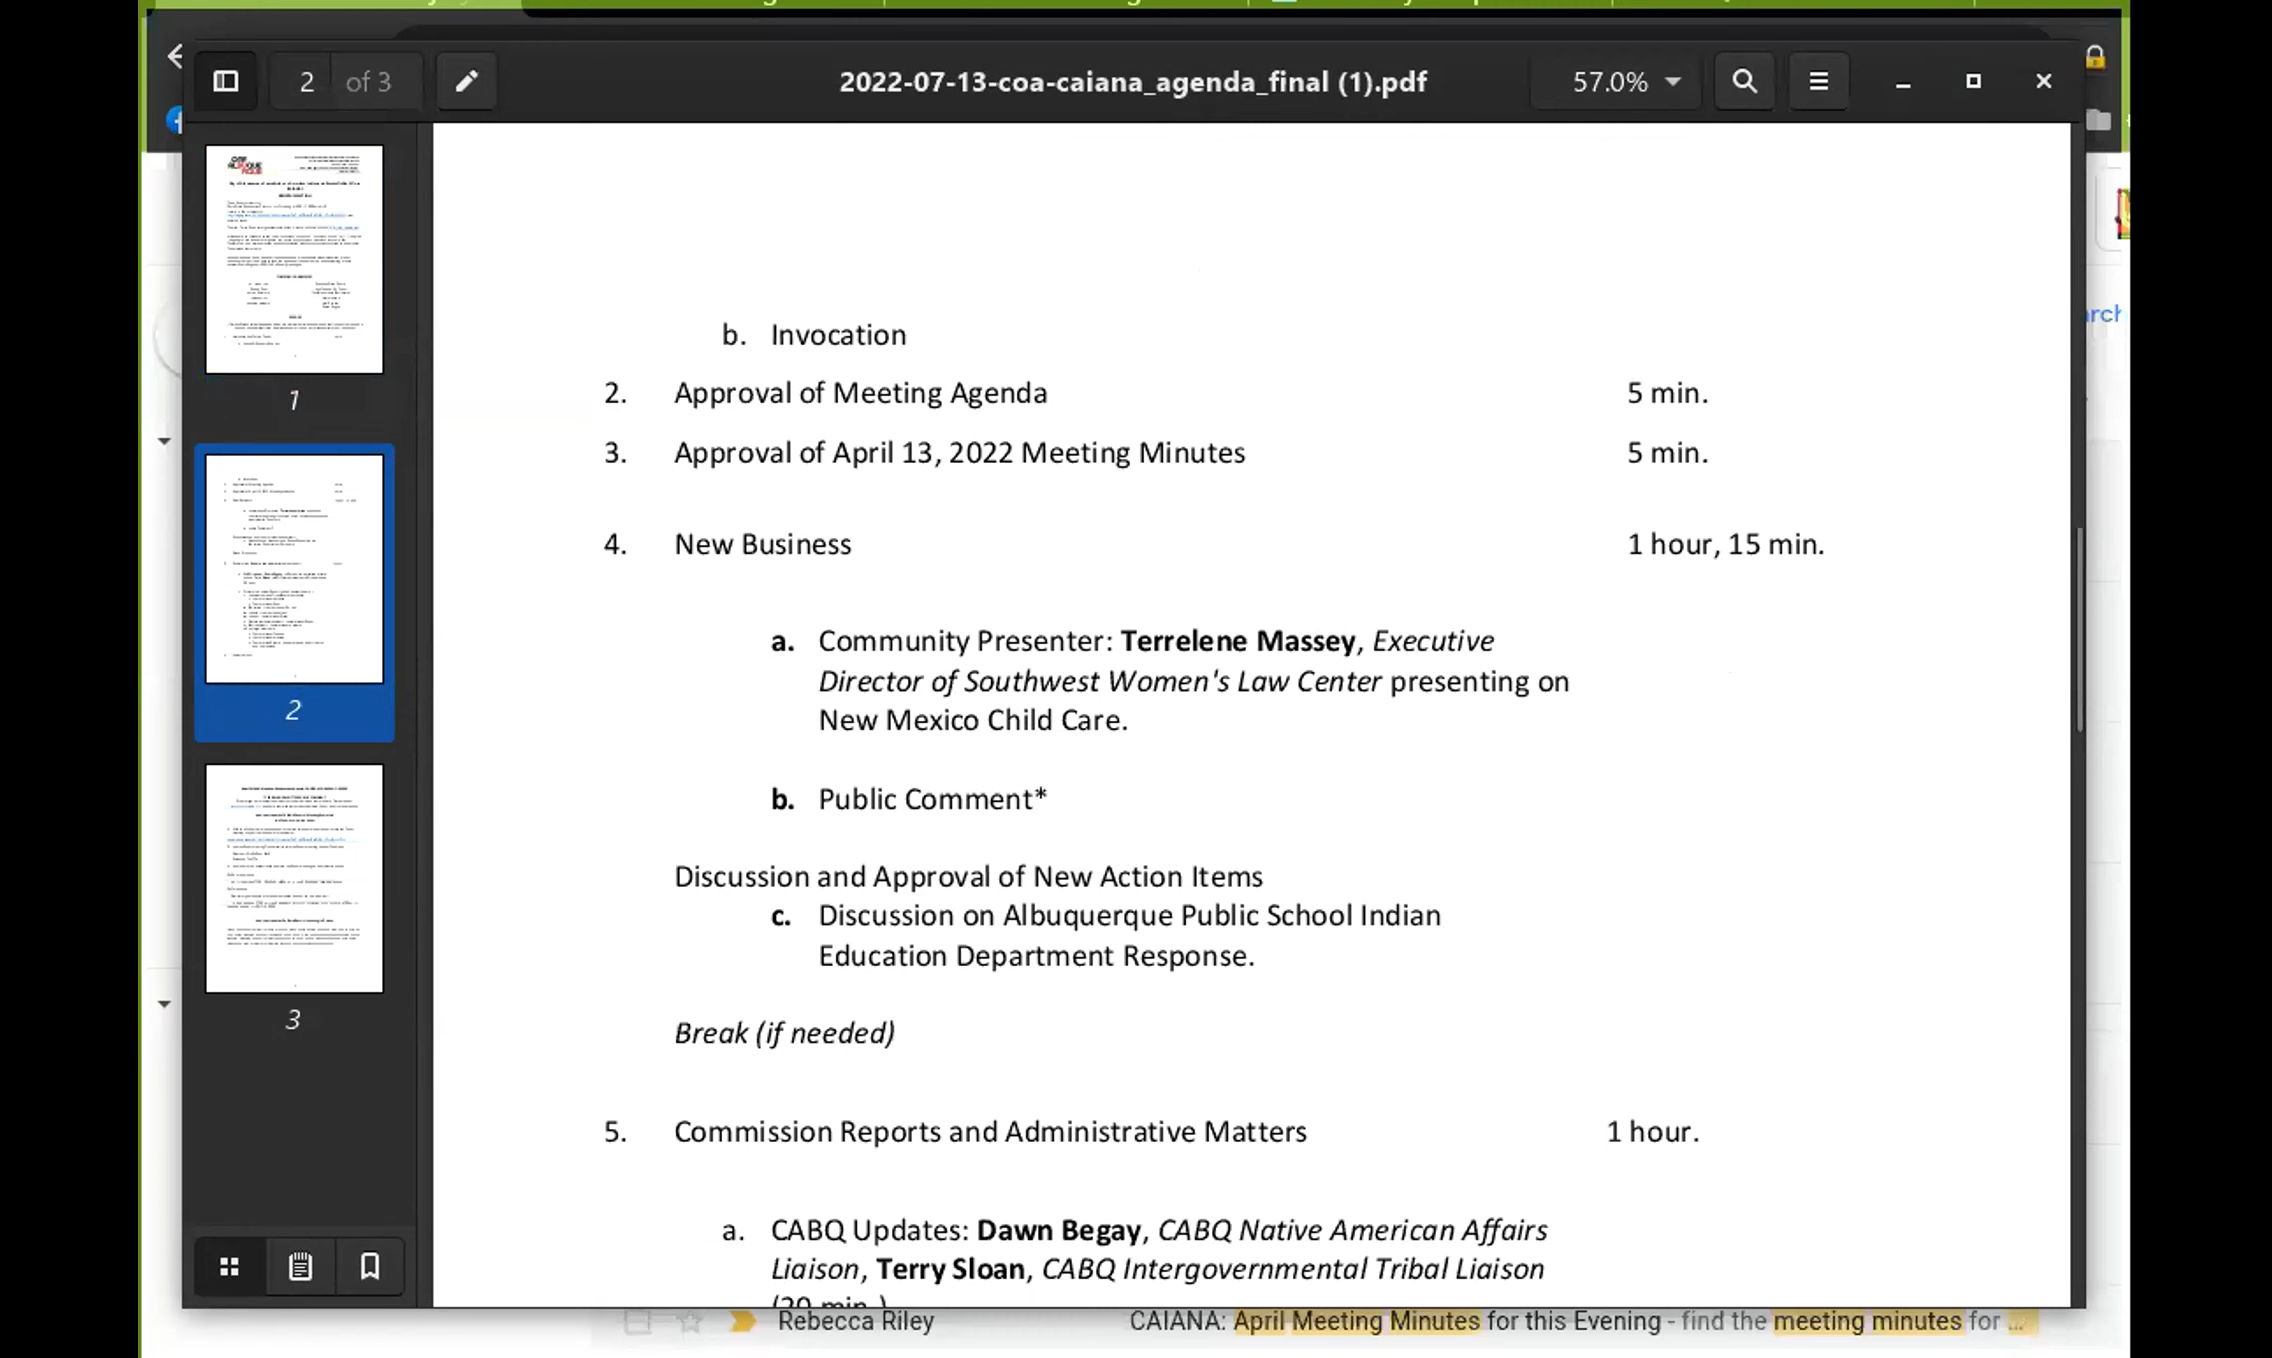 2 of 3
2022-07-13-coa-caiana_agenda_final (1).pdf
57.0%
1
2
3
b. Invocation
2. Approval of Meeting Agenda 5 min.
3. Approval of April 13, 2022 Meeting Minutes 5 min.
4. New Business 1 hour, 15 min.
a. Community Presenter: Terrelene Massey, Executive
Director of Southwest Women's Law Center presenting on
New Mexico Child Care.
b. Public Comment*
Discussion and Approval of New Action Items
c. Discussion on Albuquerque Public School Indian
Education Department Response.
Break (if needed)
5. Commission Reports and Administrative Matters 1 hour.
a. CABQ Updates: Dawn Begay, CABQ Native American Affairs
Liaison, Terry Sloan, CABQ Intergovernmental Tribal Liaison
(20 min.)
Rebecca Riley CAIANA: April Meeting Minutes for this Evening - find the meeting minutes for ...